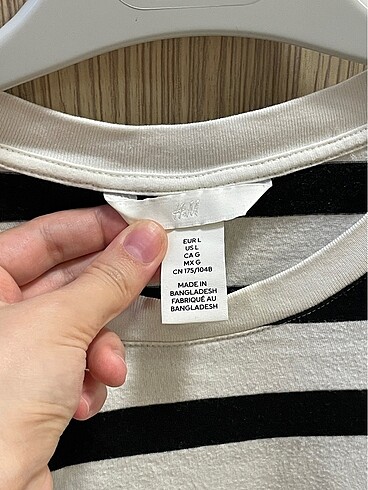 H&M
EUR L
US L
CA G
MX G
CN 175/104B
MADE IN
BANGLADESH
FABRIQUÉ AU
BANGLADESH